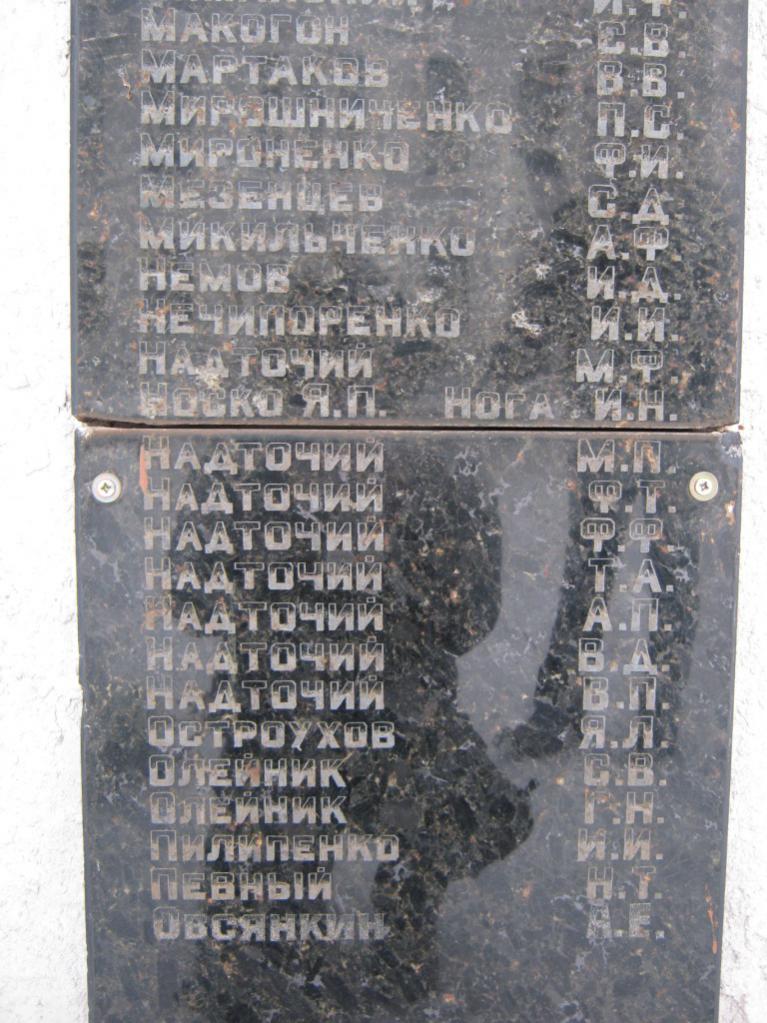 И.Ф.
МАКОГОН С.В.
МАРТАКОВ В.В.
МИРОШНИЧЕНКО П.С.
МИРОНЕНКО Ф.И.
МЕЗЕНЦЕВ С.Д.
МИКИЛЬЧЕНКО А.Ф.
НЕМОВ И.Д.
НЕЧИПОРЕНКО И.И.
НАДТОЧИЙ М.Ф.
НОСКО Я.П. НОГА И.Н.
НАДТОЧИЙ М.П.
НАДТОЧИЙ Ф.Т.
НАДТОЧИЙ Ф.Ф.
НАДТОЧИЙ Т.А.
НАДТОЧИЙ А.П.
НАДТОЧИЙ В.Д.
НАДТОЧИЙ В.П.
ОСТРОУХОВ Я.Л.
ОЛЕЙНИК С.В.
ОЛЕЙНИК Г.Н.
ПИЛИПЕНКО И.И.
ПЕВНЫЙ Н.Т.
ОВСЯНКИН А.Е.